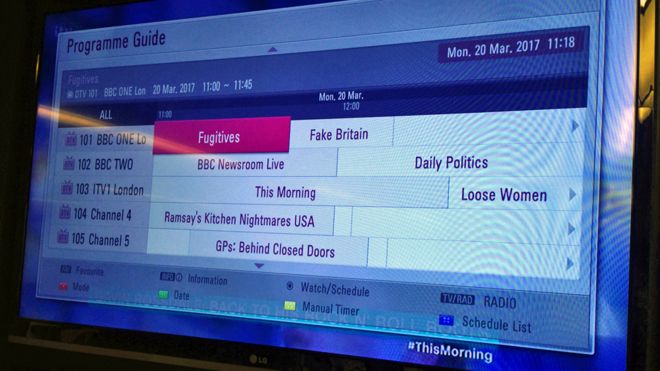 Programme Guide
Mon. 20 Mar. 2017 11:18
Fugitives
DTV 101 BBC ONE Lon 20 Mar. 2017 11:00 ~ 11:45
Mon. 20 Mar.
ALL 11:00 12:00
101 BBC ONE Lo Fugitives Fake Britain
102 BBC TWO BBC Newsroom Live Daily Politics
103 ITV1 London This Morning Loose Women
104 Channel 4 Ramsay's Kitchen Nightmares USA
105 Channel 5 GPs: Behind Closed Doors
FAV Favourite INFO Information Watch/Schedule TV/RAD RADIO
Mode Date Manual Timer Schedule List
BACK TO
ROLL
#ThisMorning
LG